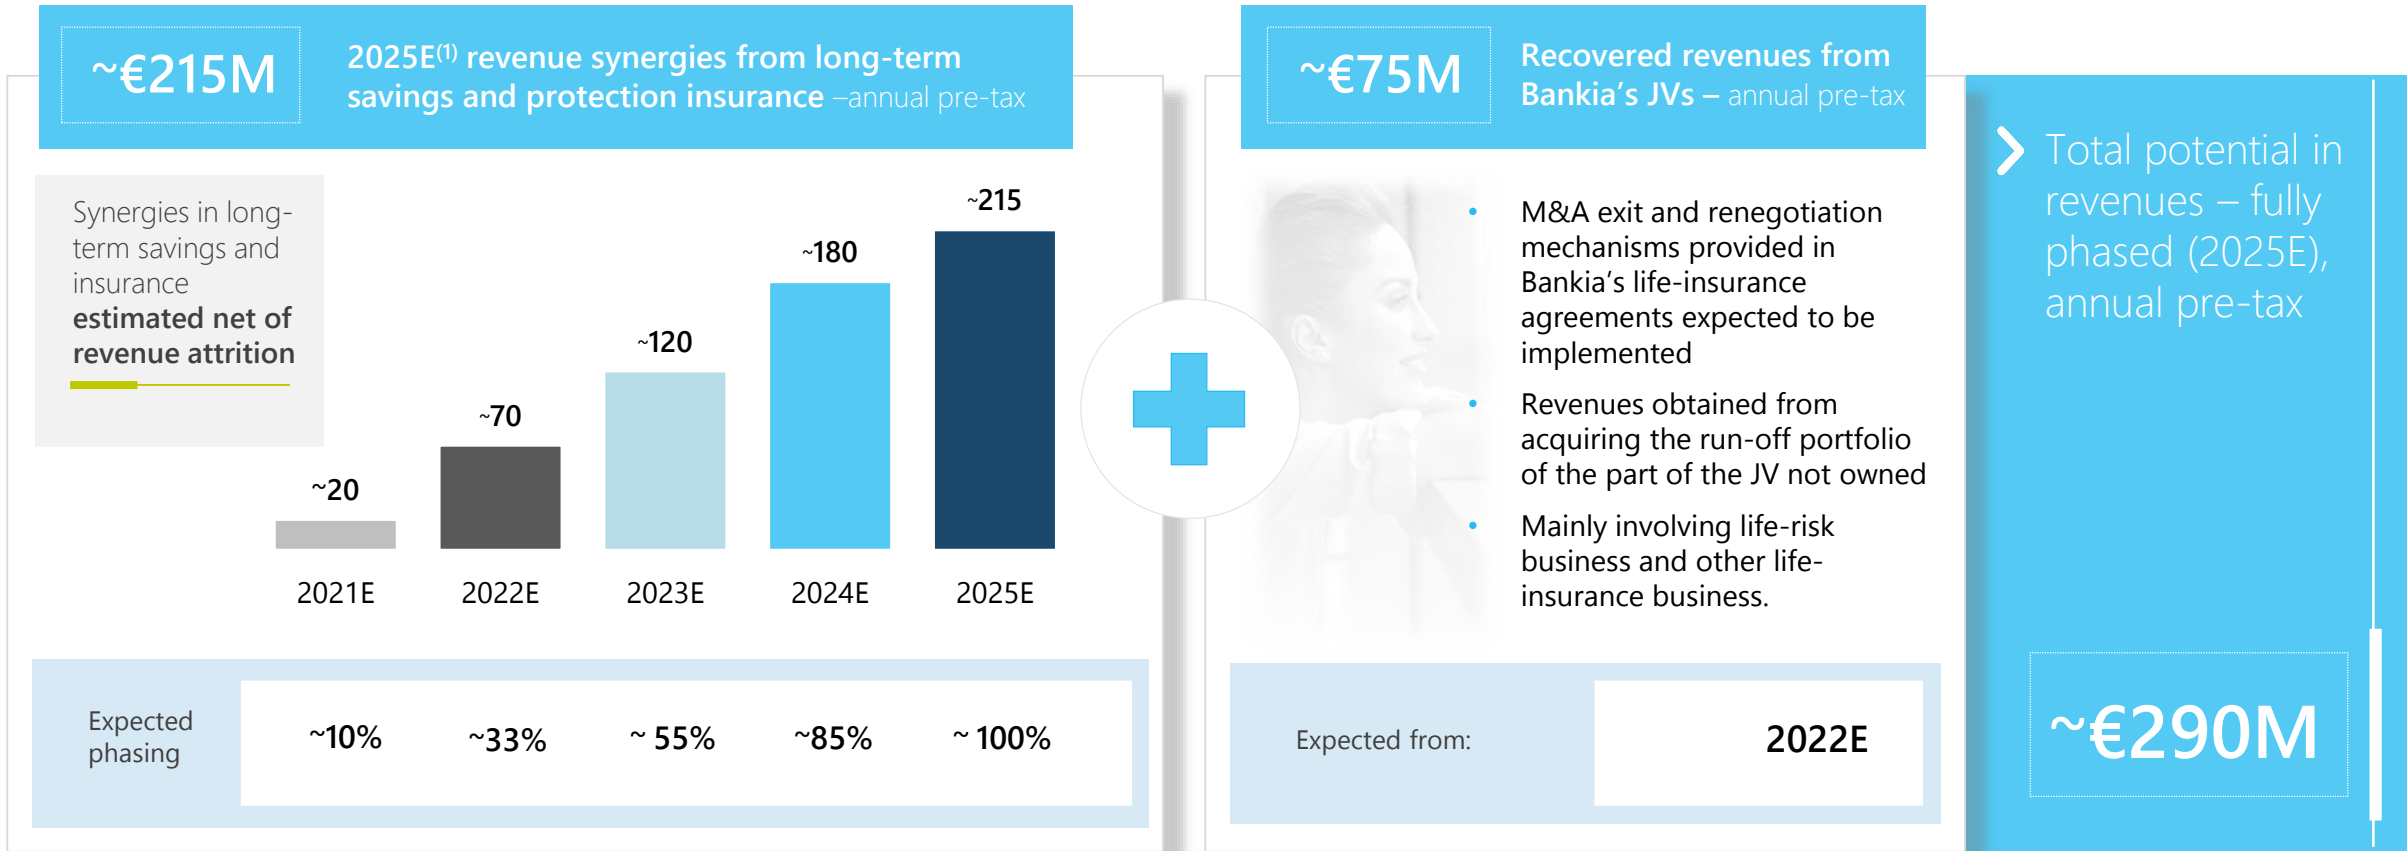 ~€215M
2025E(1) revenue synergies from long-term
savings and protection insurance –annual pre-tax
Synergies in long-
term savings and
insurance
estimated net of
revenue attrition
~20
~70
~120
~180
~215
2021E
2022E
2023E
2024E
2025E
Expected
phasing
~10%
~33%
~ 55%
~85%
~ 100%
~€75M
Recovered revenues from
Bankia’s JVs – annual pre-tax
• M&A exit and renegotiation
mechanisms provided in
Bankia’s life-insurance
agreements expected to be
implemented
• Revenues obtained from
acquiring the run-off portfolio
of the part of the JV not owned
• Mainly involving life-risk
business and other life-
insurance business.
Expected from:
2022E
Total potential in
revenues – fully
phased (2025E),
annual pre-tax
~€290M